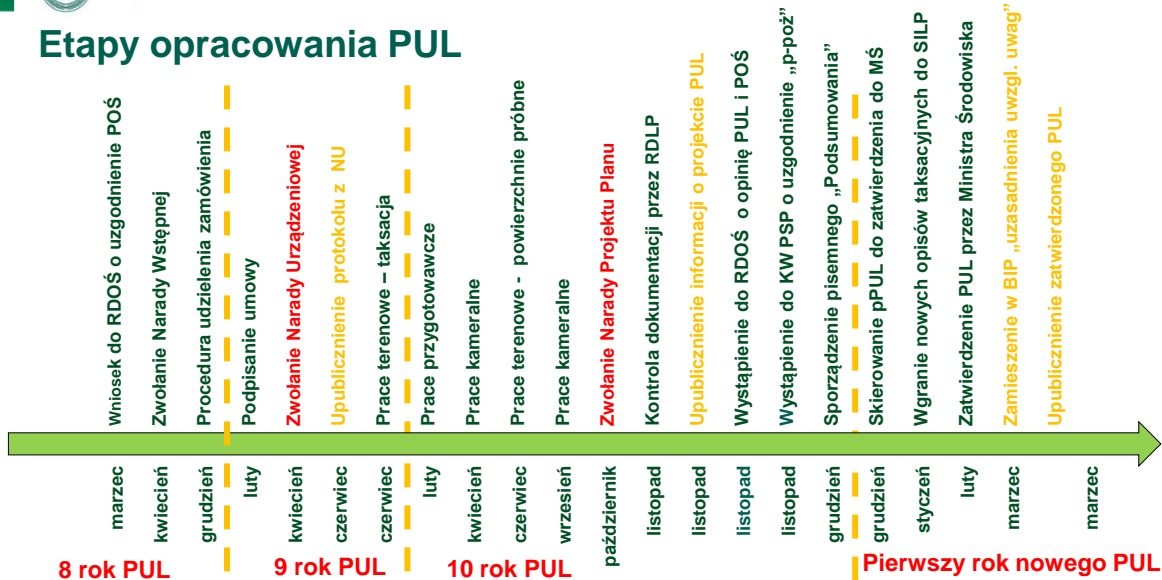 Etapy opracowania PUL
Wniosek do RDOŚ o uzgodnienie POŚ
Zwołanie Narady Wstępnej
Procedura udzielenia zamówienia
Podpisanie umowy
Zwołanie Narady Urządzeniowej
Upublicznienie protokołu z NU
Prace terenowe – taksacja
Prace przygotowawcze
Prace kameralne
Prace terenowe - powierzchnie próbne
Prace kameralne
Zwołanie Narady Projektu Planu
Kontrola dokumentacji przez RDLP
Upublicznienie informacji o projekcie PUL
Wystąpienie do RDOŚ o opinię PUL i POŚ
Wystąpienie do KW PSP o uzgodnienie „p-poż”
Sporządzenie pisemnego „Podsumowania”
Skierowanie pPUL do zatwierdzenia do MŚ
Wgranie nowych opisów taksacyjnych do SILP
Zatwierdzenie PUL przez Ministra Środowiska
Zamieszenie w BIP „uzasadnienia uwzgl. uwag”
Upublicznienie zatwierdzonego PUL
marzec
kwiecień
grudzień
luty
kwiecień
czerwiec
czerwiec
luty
kwiecień
czerwiec
wrzesień
październik
listopad
listopad
listopad
listopad
grudzień
grudzień
styczeń
luty
marzec
marzec
8 rok PUL
9 rok PUL
10 rok PUL
Pierwszy rok nowego PUL